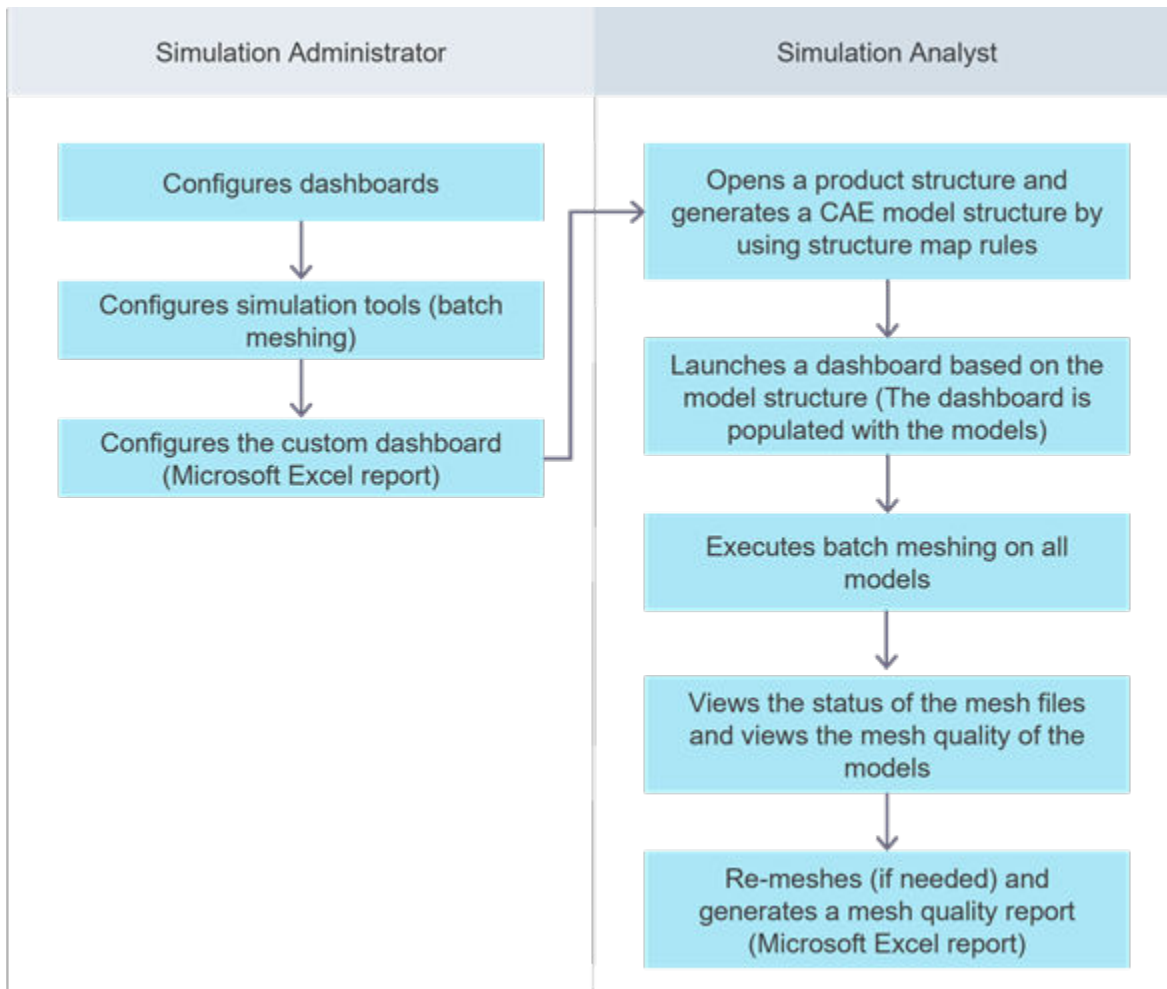 Simulation Administrator
Simulation Analyst
Configures dashboards
Configures simulation tools (batch
meshing)
Configures the custom dashboard
(Microsoft Excel report)
Opens a product structure and
generates a CAE model structure by
using structure map rules
Launches a dashboard based on the
model structure (The dashboard is
populated with the models)
Executes batch meshing on all
models
Views the status of the mesh files
and views the mesh quality of the
models
Re-meshes (if needed) and
generates a mesh quality report
(Microsoft Excel report)